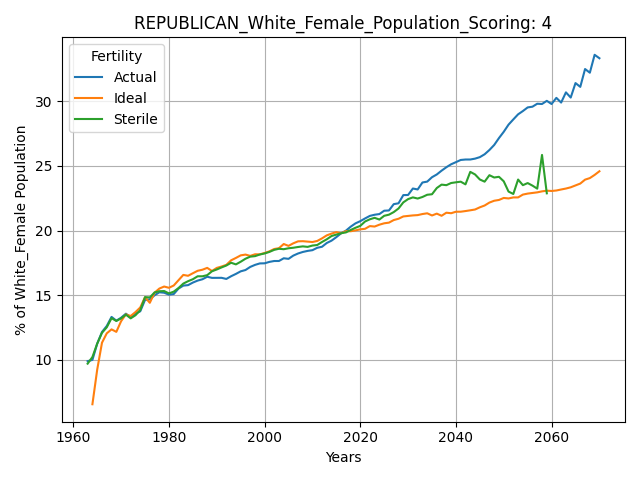 REPUBLICAN_White_Female_Population_Scoring: 4
Fertility
Actual
Ideal
Sterile
% of White_Female Population
30
25
20
15
10
1960
1980
2000
2020
2040
2060
Years